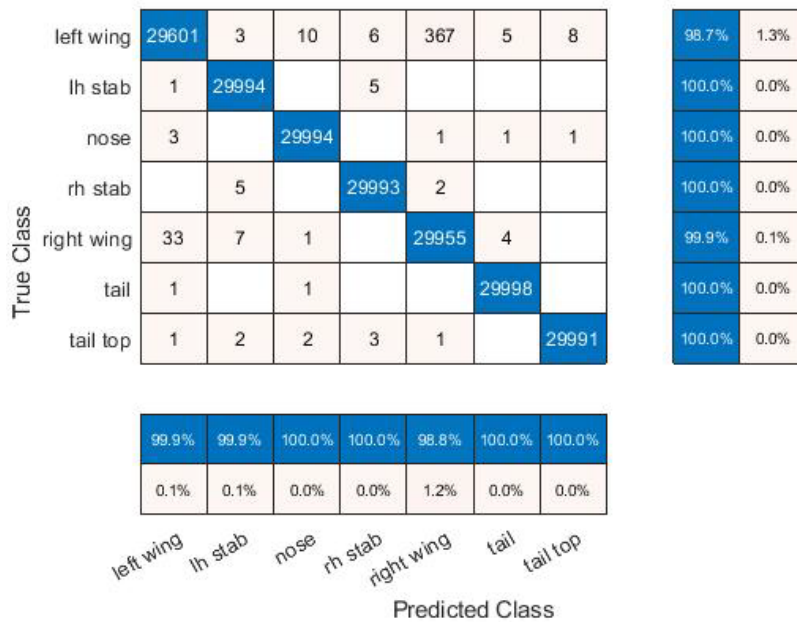 left wing 29601 3 10 6 367 5 8 98.7% 1.3%
lh stab 1 29994 5 100.0% 0.0%
nose 3 29994 1 1 1 100.0% 0.0%
rh stab 5 29993 2 100.0% 0.0%
right wing 33 7 1 29955 4 99.9% 0.1%
tail 1 1 29998 100.0% 0.0%
tail top 1 2 2 3 1 29991 100.0% 0.0%
True Class
99.9% 99.9% 100.0% 100.0% 98.8% 100.0% 100.0%
0.1% 0.1% 0.0% 0.0% 1.2% 0.0% 0.0%
left wing lh stab nose rh stab right wing tail tail top
Predicted Class